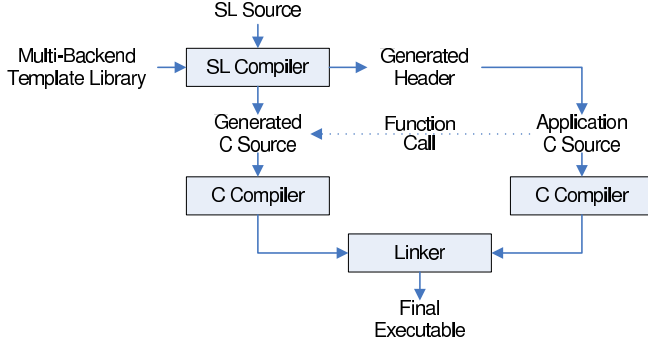 SL Source
Multi-Backend
Template Library
SL Compiler
Generated
Header
Generated
C Source
Function
Call
Application
C Source
C Compiler
C Compiler
Linker
Final
Executable